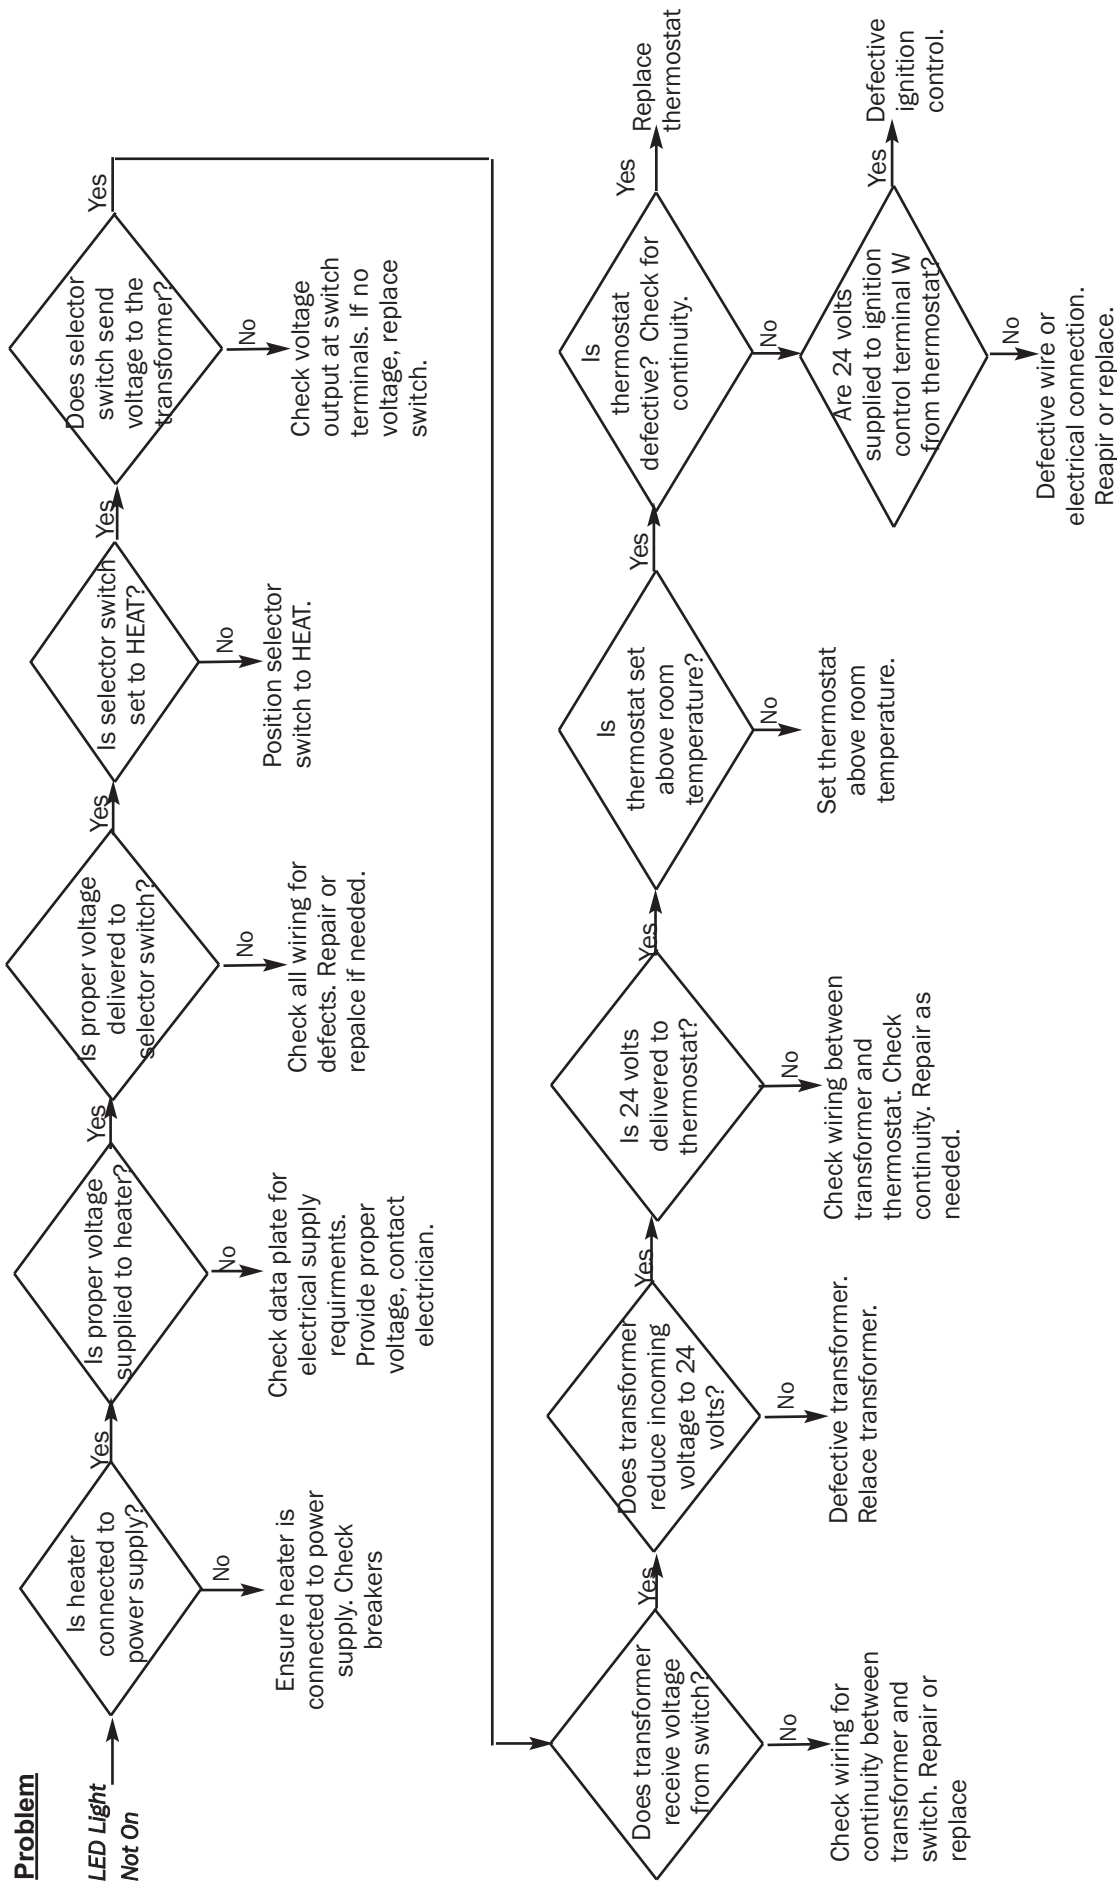 Problem
LED Light
Not On
Is heater
connected to
power supply?
Yes
No
Ensure heater is
connected to power
supply. Check
breakers
Is proper voltage
supplied to heater?
Yes
No
Check data plate for
electrical supply
requirments.
Provide proper
voltage, contact
electrician.
Is proper voltage
delivered to
selector switch?
Yes
No
Check all wiring for
defects. Repair or
repalce if needed.
Is selector switch
set to HEAT?
Yes
No
Position selector
switch to HEAT.
Does selector
switch send
voltage to the
transformer?
Yes
No
Check voltage
output at switch
terminals. If no
voltage, replace
switch.
Does transformer
receive voltage
from switch?
Yes
No
Check wiring for
continuity between
transformer and
switch. Repair or
replace
Does transformer
reduce incoming
voltage to 24
volts?
Yes
No
Defective transformer.
Relace transformer.
Is 24 volts
delivered to
thermostat?
Yes
No
Check wiring between
transformer and
thermostat. Check
continuity. Repair as
needed.
Is
thermostat set
above room
temperature?
Yes
No
Set thermostat
above room
temperature.
Is
thermostat
defective? Check for
continuity.
Yes
Replace
thermostat
No
Are 24 volts
supplied to ignition
control terminal W
from thermostat?
Yes
Defective
ignition
control.
No
Defective wire or
electrical connection.
Reapir or replace.